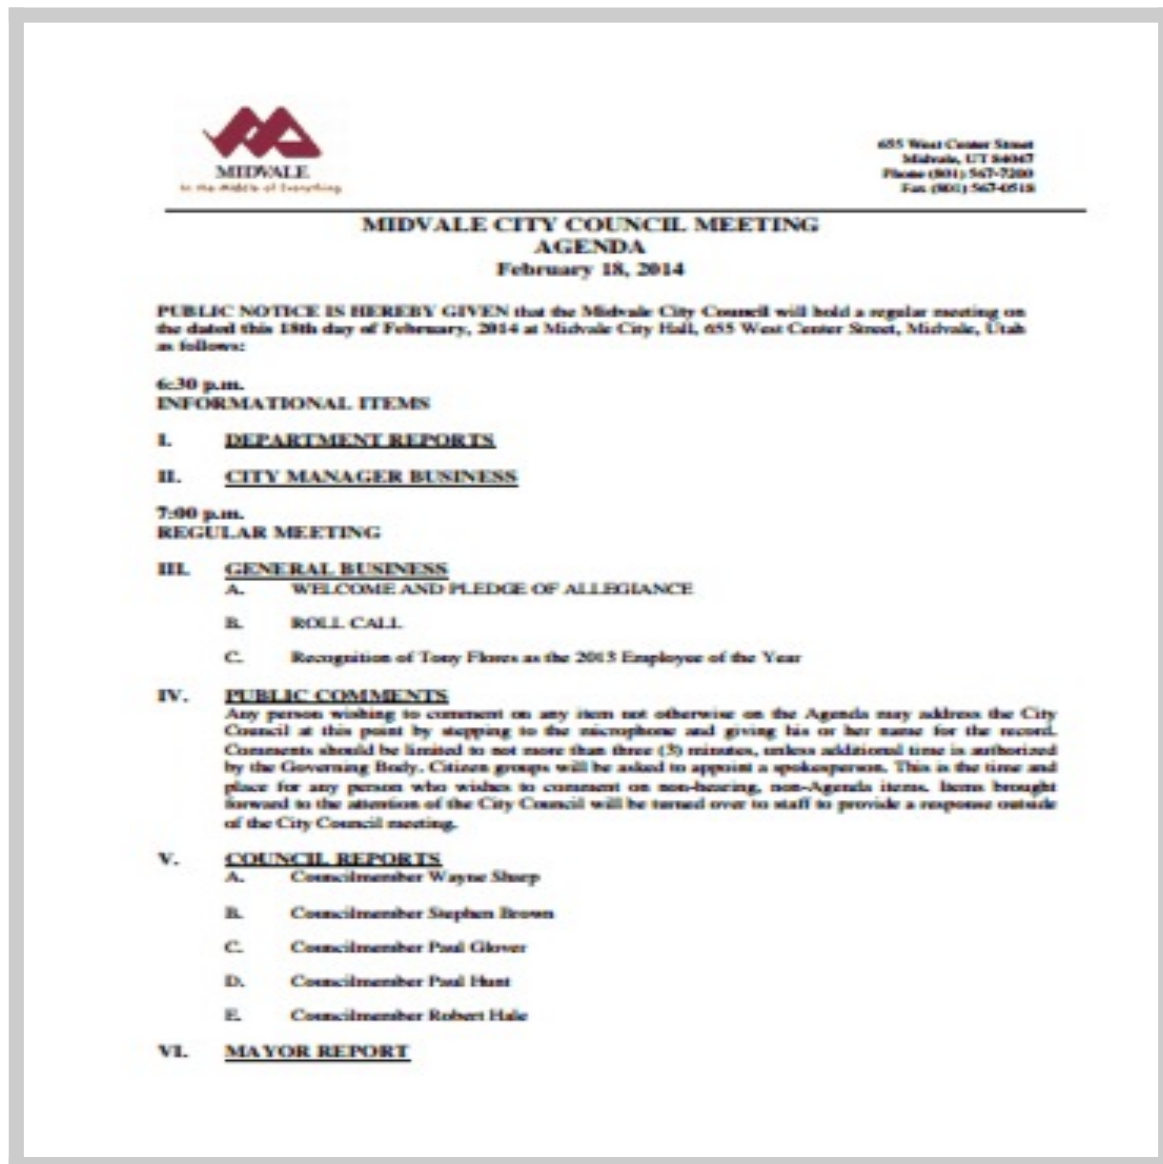 MIDVALE
In the Middle of Everything
655 West Center Street
Midvale, UT 84047
Phone (801) 567-7200
Fax (801) 567-0518
MIDVALE CITY COUNCIL MEETING
AGENDA
February 18, 2014
PUBLIC NOTICE IS HEREBY GIVEN that the Midvale City Council will hold a regular meeting on
the dated this 18th day of February, 2014 at Midvale City Hall, 655 West Center Street, Midvale, Utah
as follows:
6:30 p.m.
INFORMATIONAL ITEMS
I. DEPARTMENT REPORTS
II. CITY MANAGER BUSINESS
7:00 p.m.
REGULAR MEETING
III. GENERAL BUSINESS
A. WELCOME AND PLEDGE OF ALLEGIANCE
B. ROLL CALL
C. Recognition of Tony Flores as the 2013 Employee of the Year
IV. PUBLIC COMMENTS
Any person wishing to comment on any item not otherwise on the Agenda may address the City
Council at this point by stepping to the microphone and giving his or her name for the record.
Comments should be limited to not more than three (3) minutes, unless additional time is authorized
by the Governing Body. Citizen groups will be asked to appoint a spokesperson. This is the time and
place for any person who wishes to comment on non-hearing, non-Agenda items. Items brought
forward to the attention of the City Council will be turned over to staff to provide a response outside
of the City Council meeting.
V. COUNCIL REPORTS
A. Councilmember Wayne Sharp
B. Councilmember Stephen Brown
C. Councilmember Paul Glover
D. Councilmember Paul Hunt
E. Councilmember Robert Hale
VI. MAYOR REPORT